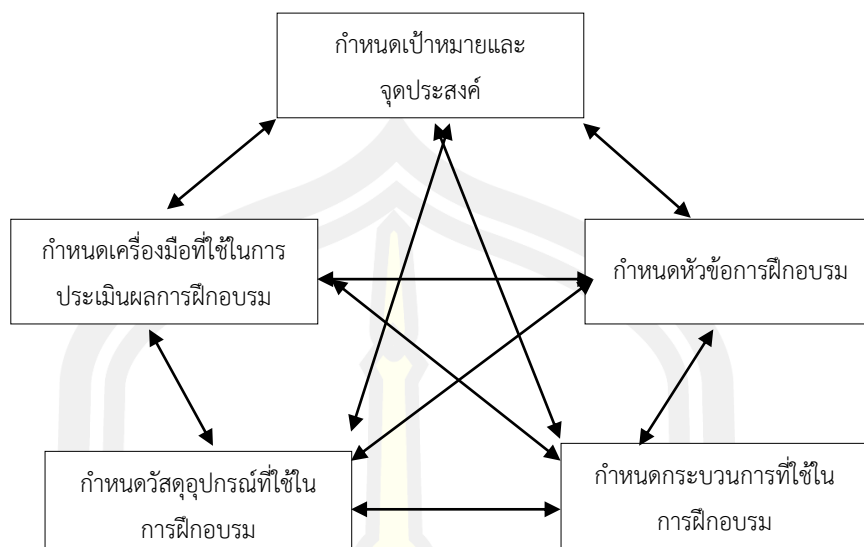 กำหนดเป้าหมายและ
จุดประสงค์
กำหนดเครื่องมือที่ใช้ในการ
ประเมินผลการฝึกอบรม
กำหนดหัวข้อการฝึกอบรม
กำหนดวัสดุอุปกรณ์ที่ใช้ใน
การฝึกอบรม
กำหนดกระบวนการที่ใช้ใน
การฝึกอบรม